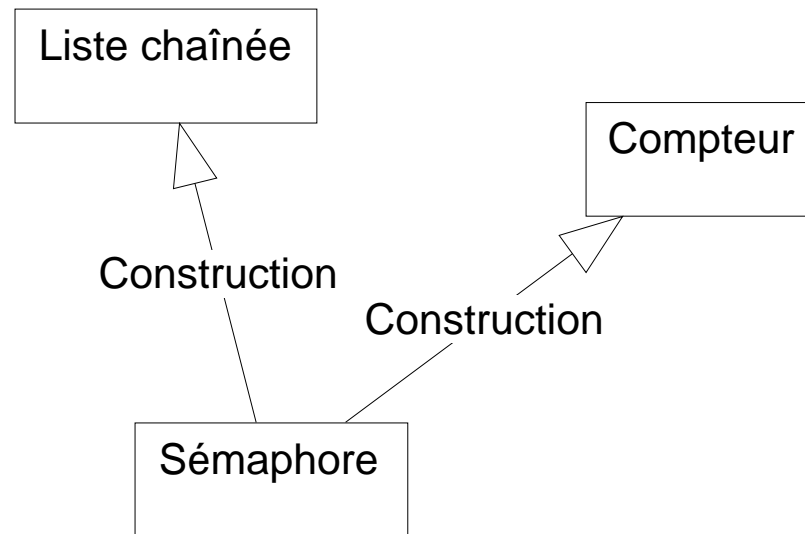 Liste chaînée
Compteur
Construction
Construction
Sémaphore